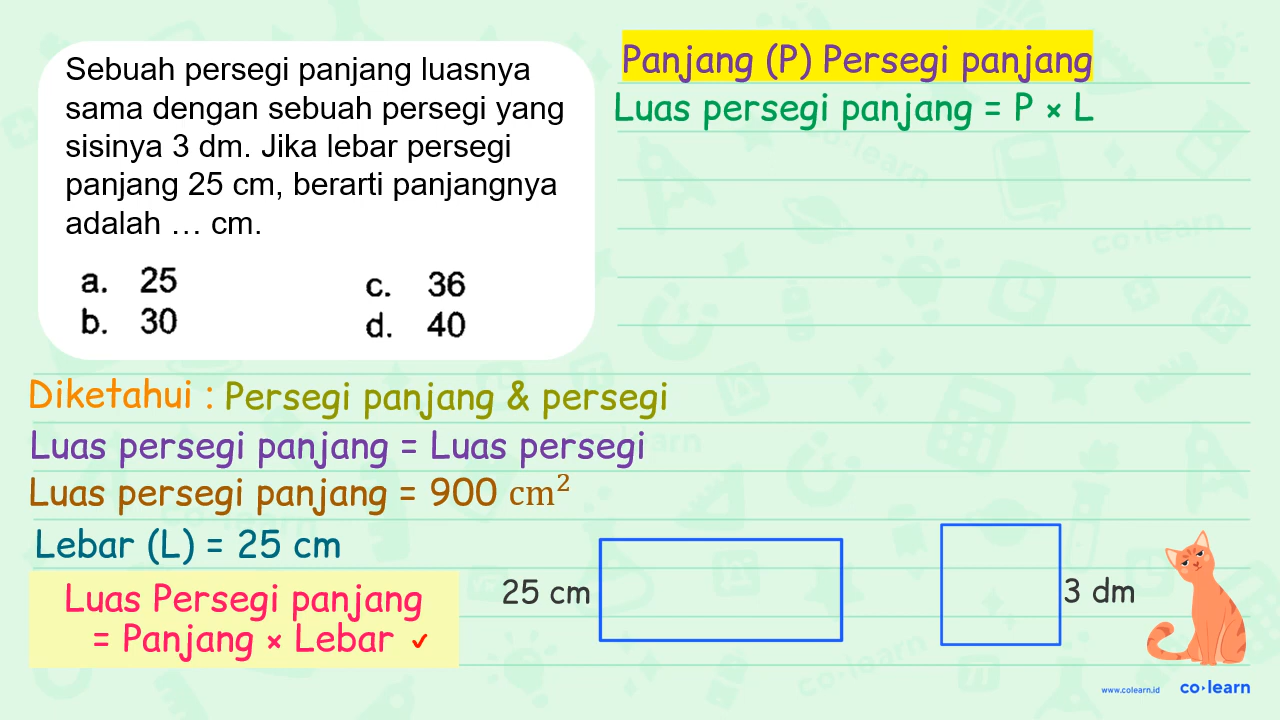 Sebuah persegi panjang luasnya
sama dengan sebuah persegi yang
sisinya 3 dm. Jika lebar persegi
panjang 25 cm, berarti panjangnya
adalah … cm.
a. 25
b. 30
c. 36
d. 40
Panjang (P) Persegi panjang
Luas persegi panjang = P × L
Diketahui : Persegi panjang & persegi
Luas persegi panjang = Luas persegi
Luas persegi panjang = 900 cm²
Lebar (L) = 25 cm
Luas Persegi panjang
= Panjang × Lebar ✓
25 cm
3 dm
www.colearn.id
co·learn